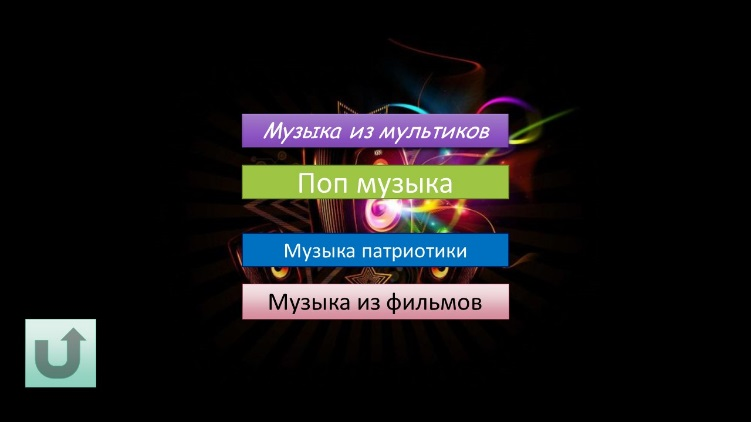 Музыка из мультиков
Поп музыка
Музыка патриотики
Музыка из фильмов